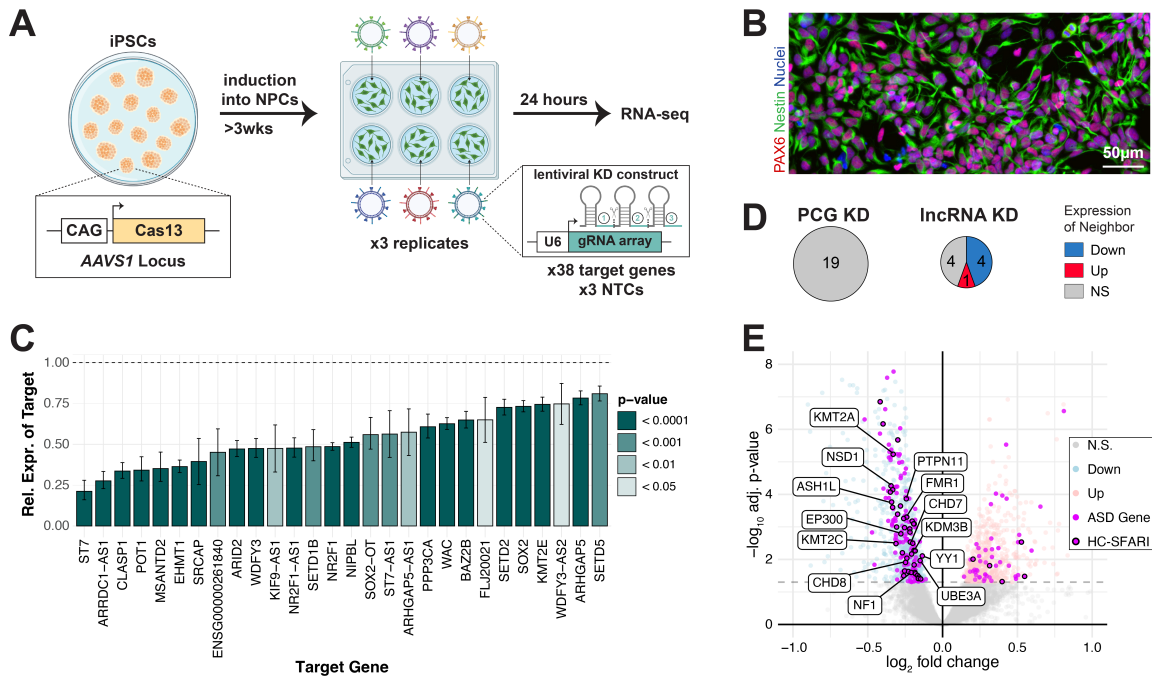 A
iPSCs
induction
into NPCs
>3wks
24 hours
RNA-seq
CAG
Cas13
AAVS1 Locus
x3 replicates
lentiviral KD construct
1
2
3
U6
gRNA array
x38 target genes
x3 NTCs
B
PAX6 Nestin Nuclei
50μm
D
PCG KD
lncRNA KD
19
4
4
1
Expression
of Neighbor
Down
Up
NS
C
Rel. Expr. of Target
1.00
0.75
0.50
0.25
0.00
ST7
ARRDC1-AS1
CLASP1
POT1
MSANTD2
EHMT1
SRCAP
ENSG00000261840
ARID2
WDFY3
KIF9-AS1
NR2F1-AS1
SETD1B
NR2F1
NIPBL
SOX2-OT
ST7-AS1
ARHGAP5-AS1
PPP3CA
WAC
BAZ2B
FLJ20021
SETD2
SOX2
KMT2E
WDFY3-AS2
ARHGAP5
SETD5
Target Gene
p-value
< 0.0001
< 0.001
< 0.01
< 0.05
E
−log10 adj. p-value
8
6
4
2
0
KMT2A
NSD1
ASH1L
EP300
KMT2C
CHD8
NF1
PTPN11
FMR1
CHD7
KDM3B
YY1
UBE3A
−1.0
−0.5
0.0
0.5
1.0
log2 fold change
N.S.
Down
Up
ASD Gene
HC-SFARI